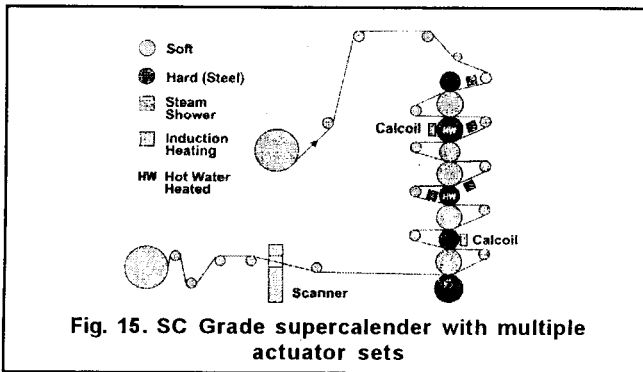 Soft
Hard (Steel)
Steam
Shower
Induction
Heating
HW Hot Water
Heated
Calcoil
HW
HW
Calcoil
Scanner
Fig. 15. SC Grade supercalender with multiple
actuator sets